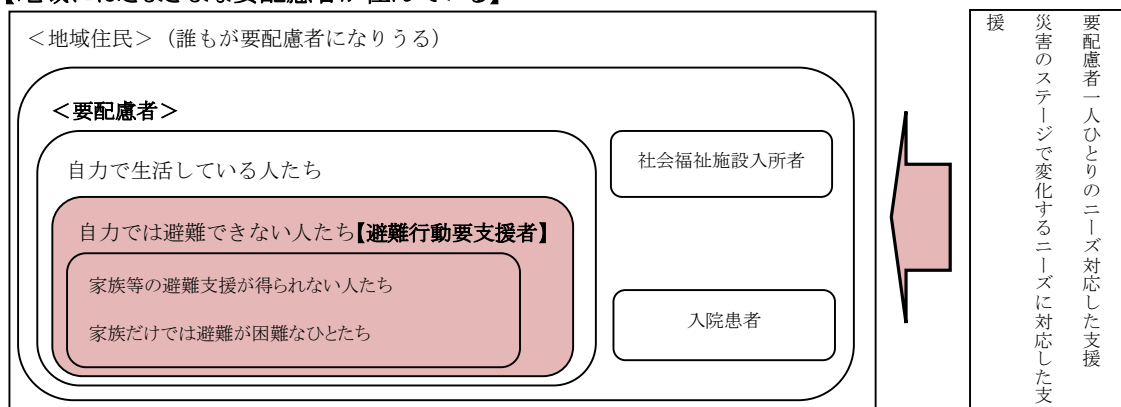 ＜地域住民＞（誰もが要配慮者になりうる）
＜要配慮者＞
自力で生活している人たち
自力では避難できない人たち【避難行動要支援者】
家族等の避難支援が得られない人たち
家族だけでは避難が困難なひとたち
社会福祉施設入所者
入院患者
要配慮者一人ひとりのニーズ対応した支援
災害のステージで変化するニーズに対応した支
援